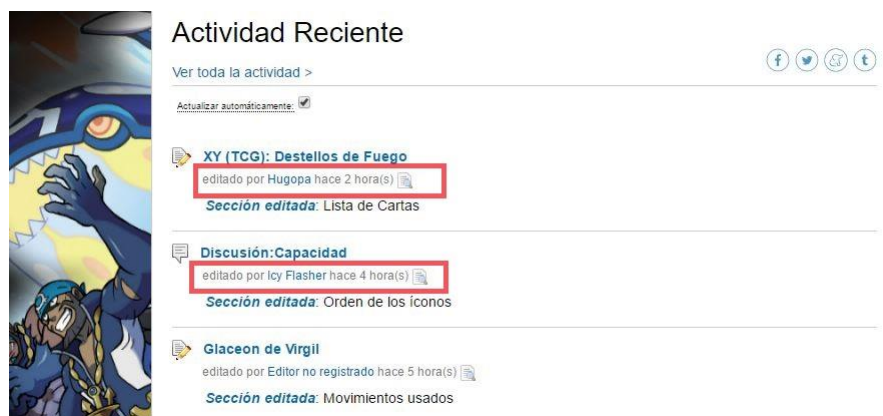 Actividad Reciente
Ver toda la actividad >
Actualizar automáticamente:
XY (TCG): Destellos de Fuego
editado por Hugopa hace 2 hora(s)
Sección editada: Lista de Cartas
Discusión:Capacidad
editado por Icy Flasher hace 4 hora(s)
Sección editada: Orden de los íconos
Glaceon de Virgil
editado por Editor no registrado hace 5 hora(s)
Sección editada: Movimientos usados